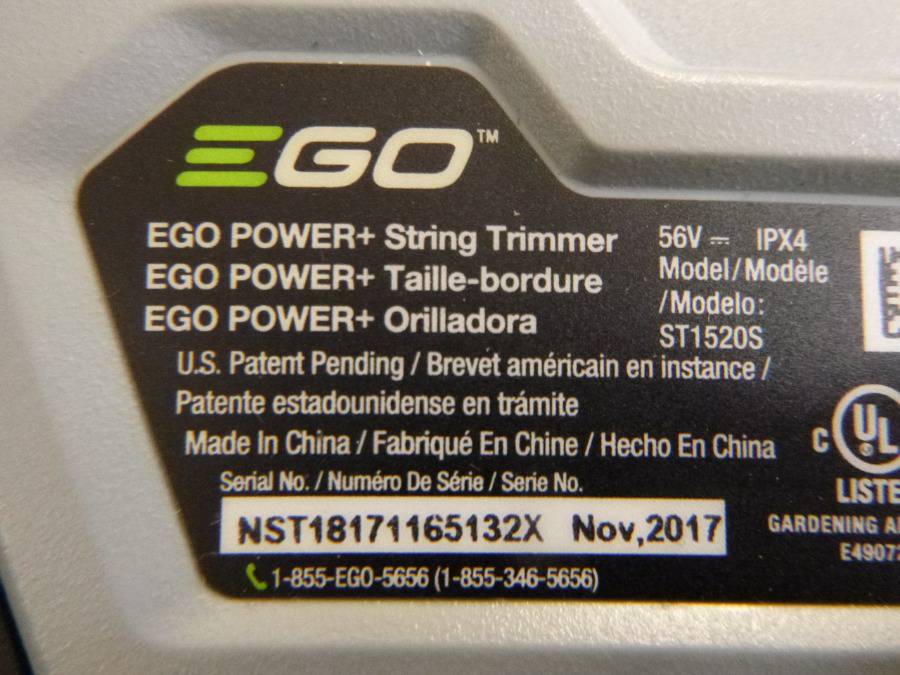 EGO™
EGO POWER+ String Trimmer
EGO POWER+ Taille-bordure
EGO POWER+ Orilladora
56V ⎓ IPX4
Model/Modèle
/Modelo:
ST1520S
U.S. Patent Pending / Brevet américain en instance /
Patente estadounidense en trámite
Made In China / Fabriqué En Chine / Hecho En China
Serial No. / Numéro De Série / Serie No.
NST18171165132X Nov,2017
1-855-EGO-5656 (1-855-346-5656)
C UL
GARDENING